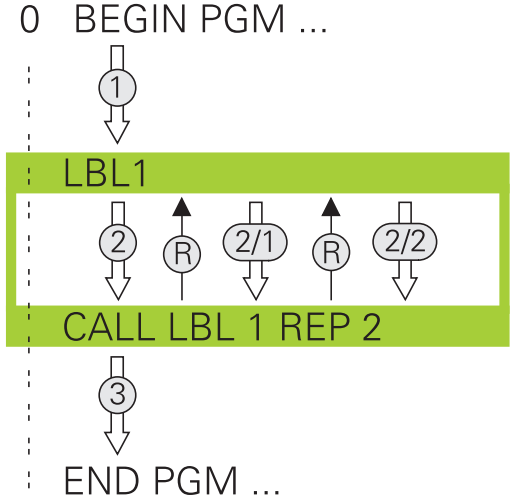 0 BEGIN PGM ...
1
LBL1
2 R 2/1 R 2/2
CALL LBL 1 REP 2
3
END PGM ...